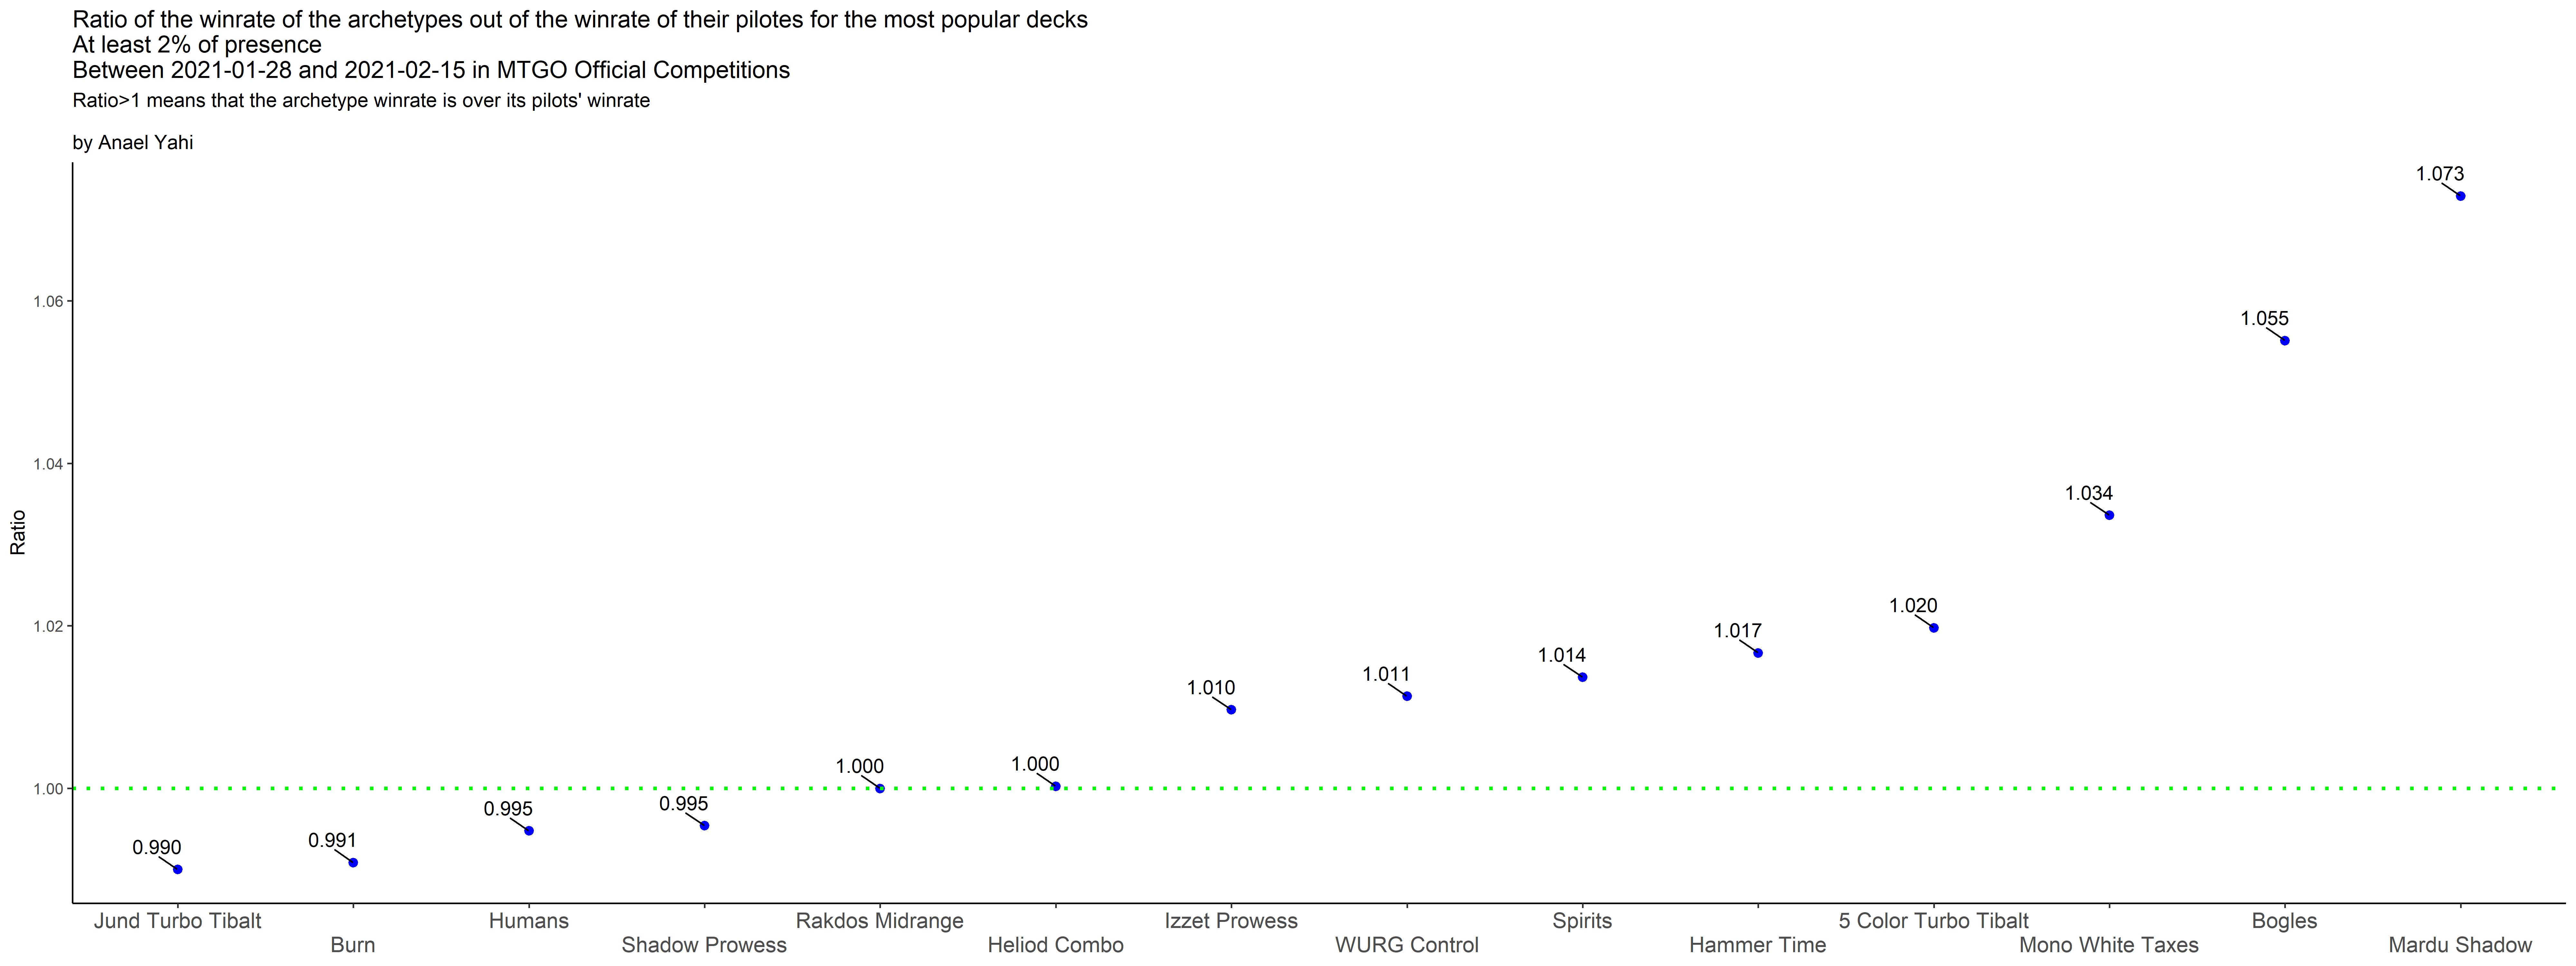 Ratio of the winrate of the archetypes out of the winrate of their pilotes for the most popular decks
At least 2% of presence
Between 2021-01-28 and 2021-02-15 in MTGO Official Competitions
Ratio>1 means that the archetype winrate is over its pilots' winrate
by Anael Yahi
1.073
1.06
1.055
1.04
1.034
Ratio
1.02
1.020
1.017
1.014
1.011
1.010
1.000
1.000
1.00
0.995
0.995
0.991
0.990
Jund Turbo Tibalt
Burn
Humans
Shadow Prowess
Rakdos Midrange
Heliod Combo
Izzet Prowess
WURG Control
Spirits
Hammer Time
5 Color Turbo Tibalt
Mono White Taxes
Bogles
Mardu Shadow